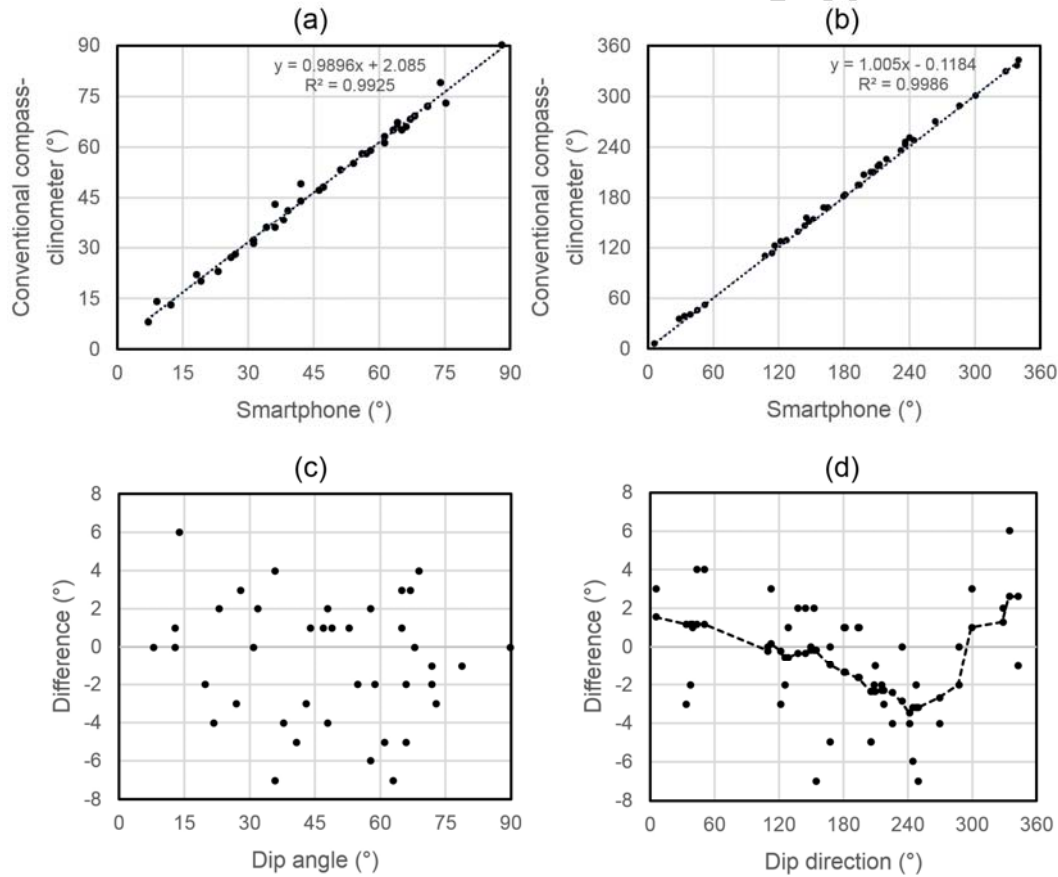 (a)
Conventional compass-
clinometer (°)
90
75
60
45
30
15
0
y = 0.9896x + 2.085
R² = 0.9925
0 15 30 45 60 75 90
Smartphone (°)
(b)
Conventional compass-
clinometer (°)
360
300
240
180
120
60
0
y = 1.005x - 0.1184
R² = 0.9986
0 60 120 180 240 300 360
Smartphone (°)
(c)
Difference (°)
8
6
4
2
0
-2
-4
-6
-8
0 15 30 45 60 75 90
Dip angle (°)
(d)
Difference (°)
8
6
4
2
0
-2
-4
-6
-8
0 60 120 180 240 300 360
Dip direction (°)